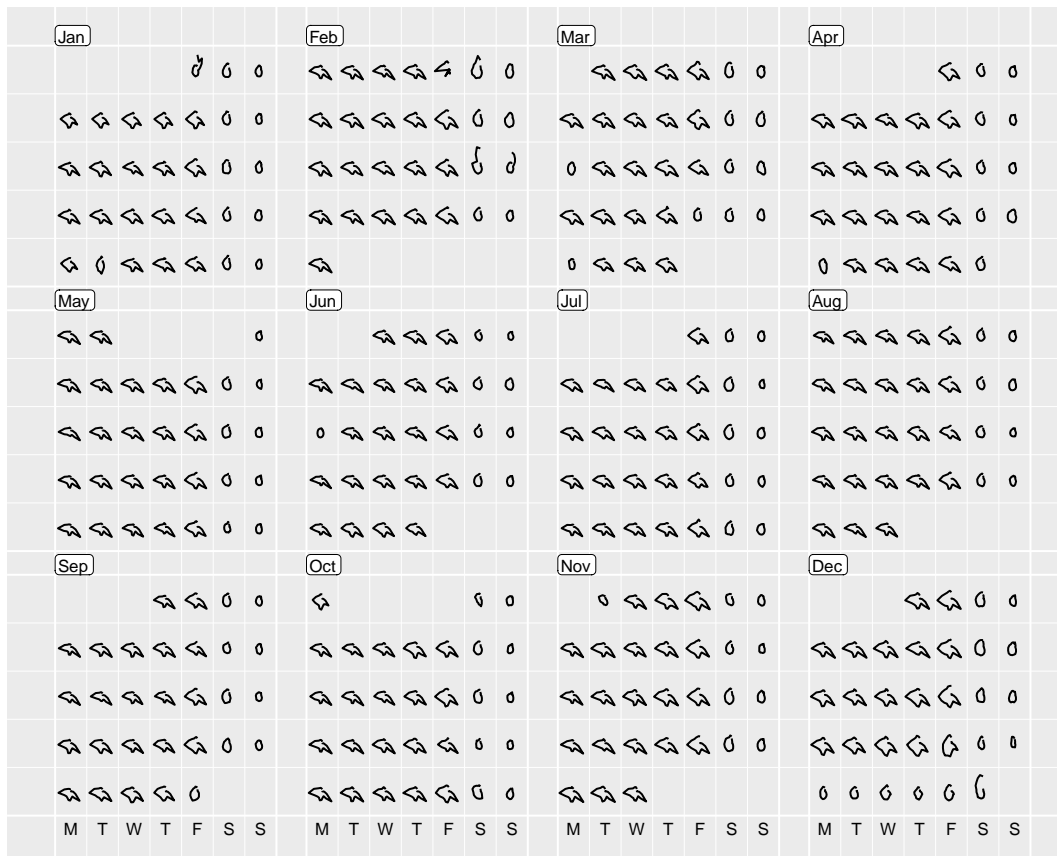 Jan Feb Mar Apr
May Jun Jul Aug
Sep Oct Nov Dec
M T W T F S S M T W T F S S M T W T F S S M T W T F S S